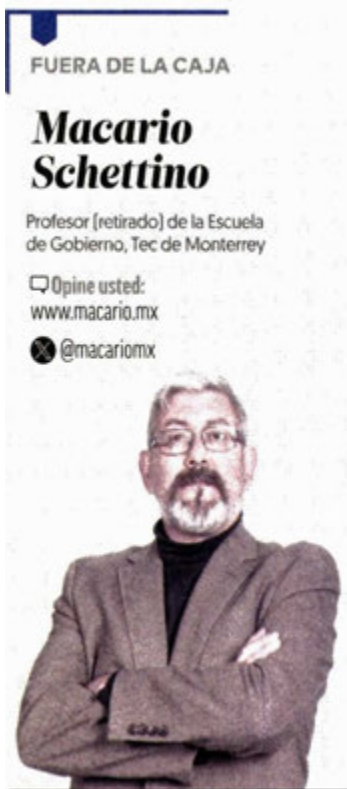 FUERA DE LA CAJA
Macario
Schettino
Profesor (retirado) de la Escuela
de Gobierno, Tec de Monterrey
Opine usted:
www.macario.mx
@macariomx